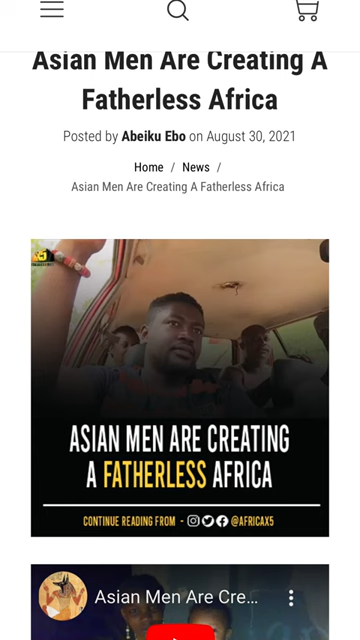 Asian Men Are Creating A
Fatherless Africa
Posted by Abeiku Ebo on August 30, 2021
Home / News /
Asian Men Are Creating A Fatherless Africa
ASIAN MEN ARE CREATING
A FATHERLESS AFRICA
CONTINUE READING FROM - @AFRICAX5
Asian Men Are Cre...